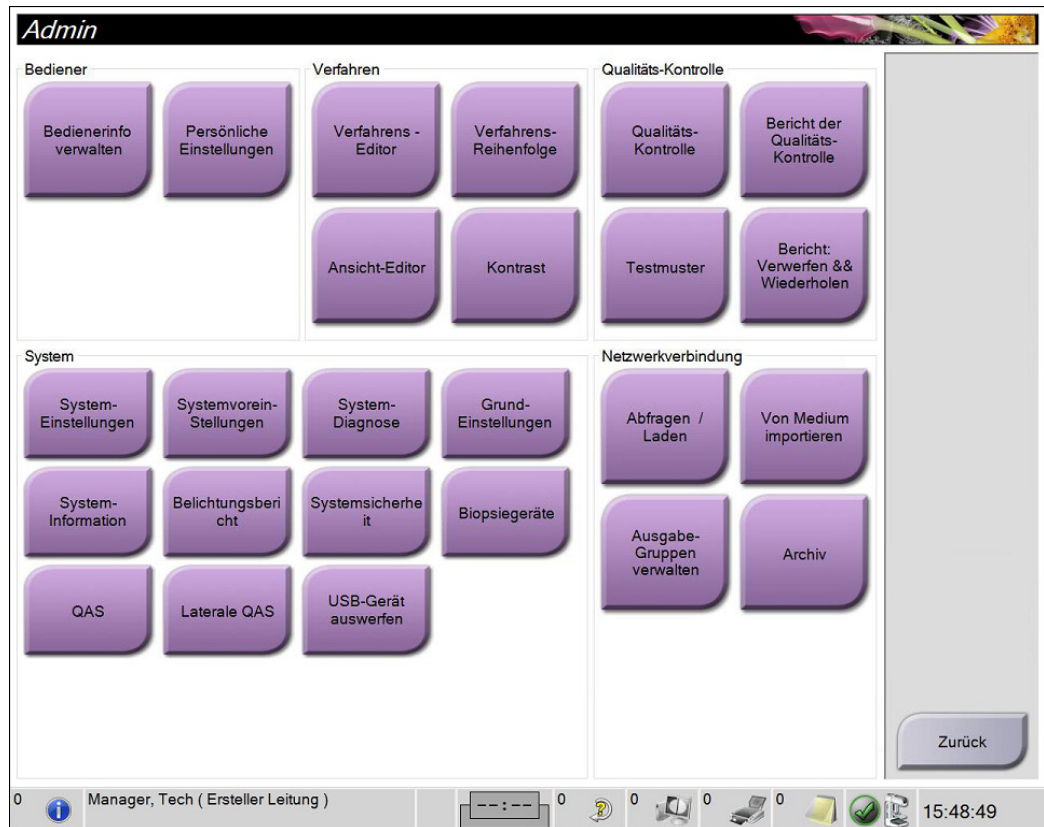 Admin
Bediener
Bedienerinfo
verwalten
Persönliche
Einstellungen
Verfahren
Verfahrens -
Editor
Verfahrens-
Reihenfolge
Ansicht-Editor
Kontrast
Qualitäts-Kontrolle
Qualitäts-
Kontrolle
Bericht der
Qualitäts-
Kontrolle
Testmuster
Bericht:
Verwerfen &&
Wiederholen
System
System-
Einstellungen
Systemvorein-
Stellungen
System-
Diagnose
Grund-
Einstellungen
System-
Information
Belichtungsberi
cht
Systemsicherhe
it
Biopsiegeräte
QAS
Laterale QAS
USB-Gerät
auswerfen
Netzwerkverbindung
Abfragen / Laden
Von Medium
importieren
Ausgabe-
Gruppen
verwalten
Archiv
Zurück
0
Manager, Tech ( Ersteller Leitung )
--:--
0
0
0
0
15:48:49